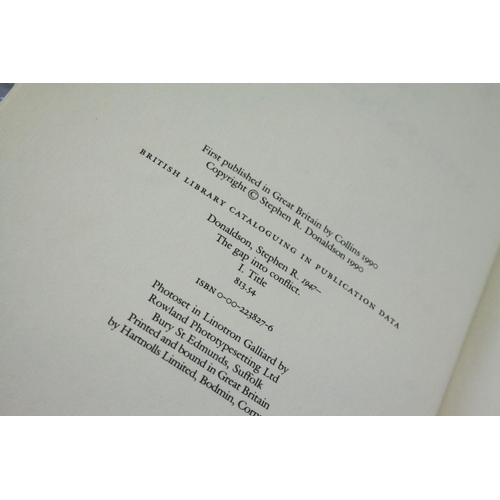 First published in Great Britain by Collins 1990
Copyright © Stephen R. Donaldson 1990
BRITISH LIBRARY CATALOGUING IN PUBLICATION DATA
Donaldson, Stephen R. 1947–
The gap into conflict.
I. Title
813.54
ISBN 0-00-223827-6
Photoset in Linotron Galliard by
Rowland Phototypesetting Ltd
Bury St Edmunds, Suffolk
Printed and bound in Great Britain
by Hartnolls Limited, Bodmin, Corn